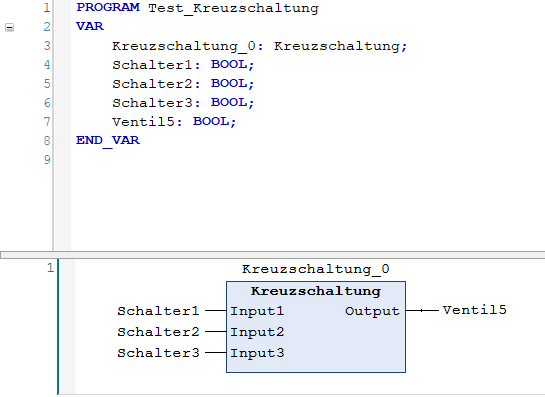 1 PROGRAM Test_Kreuzschaltung
2 VAR
3 Kreuzschaltung_0: Kreuzschaltung;
4 Schalter1: BOOL;
5 Schalter2: BOOL;
6 Schalter3: BOOL;
7 Ventil5: BOOL;
8 END_VAR
9
1 Kreuzschaltung_0
Kreuzschaltung
Schalter1 Input1 Output Ventil5
Schalter2 Input2
Schalter3 Input3